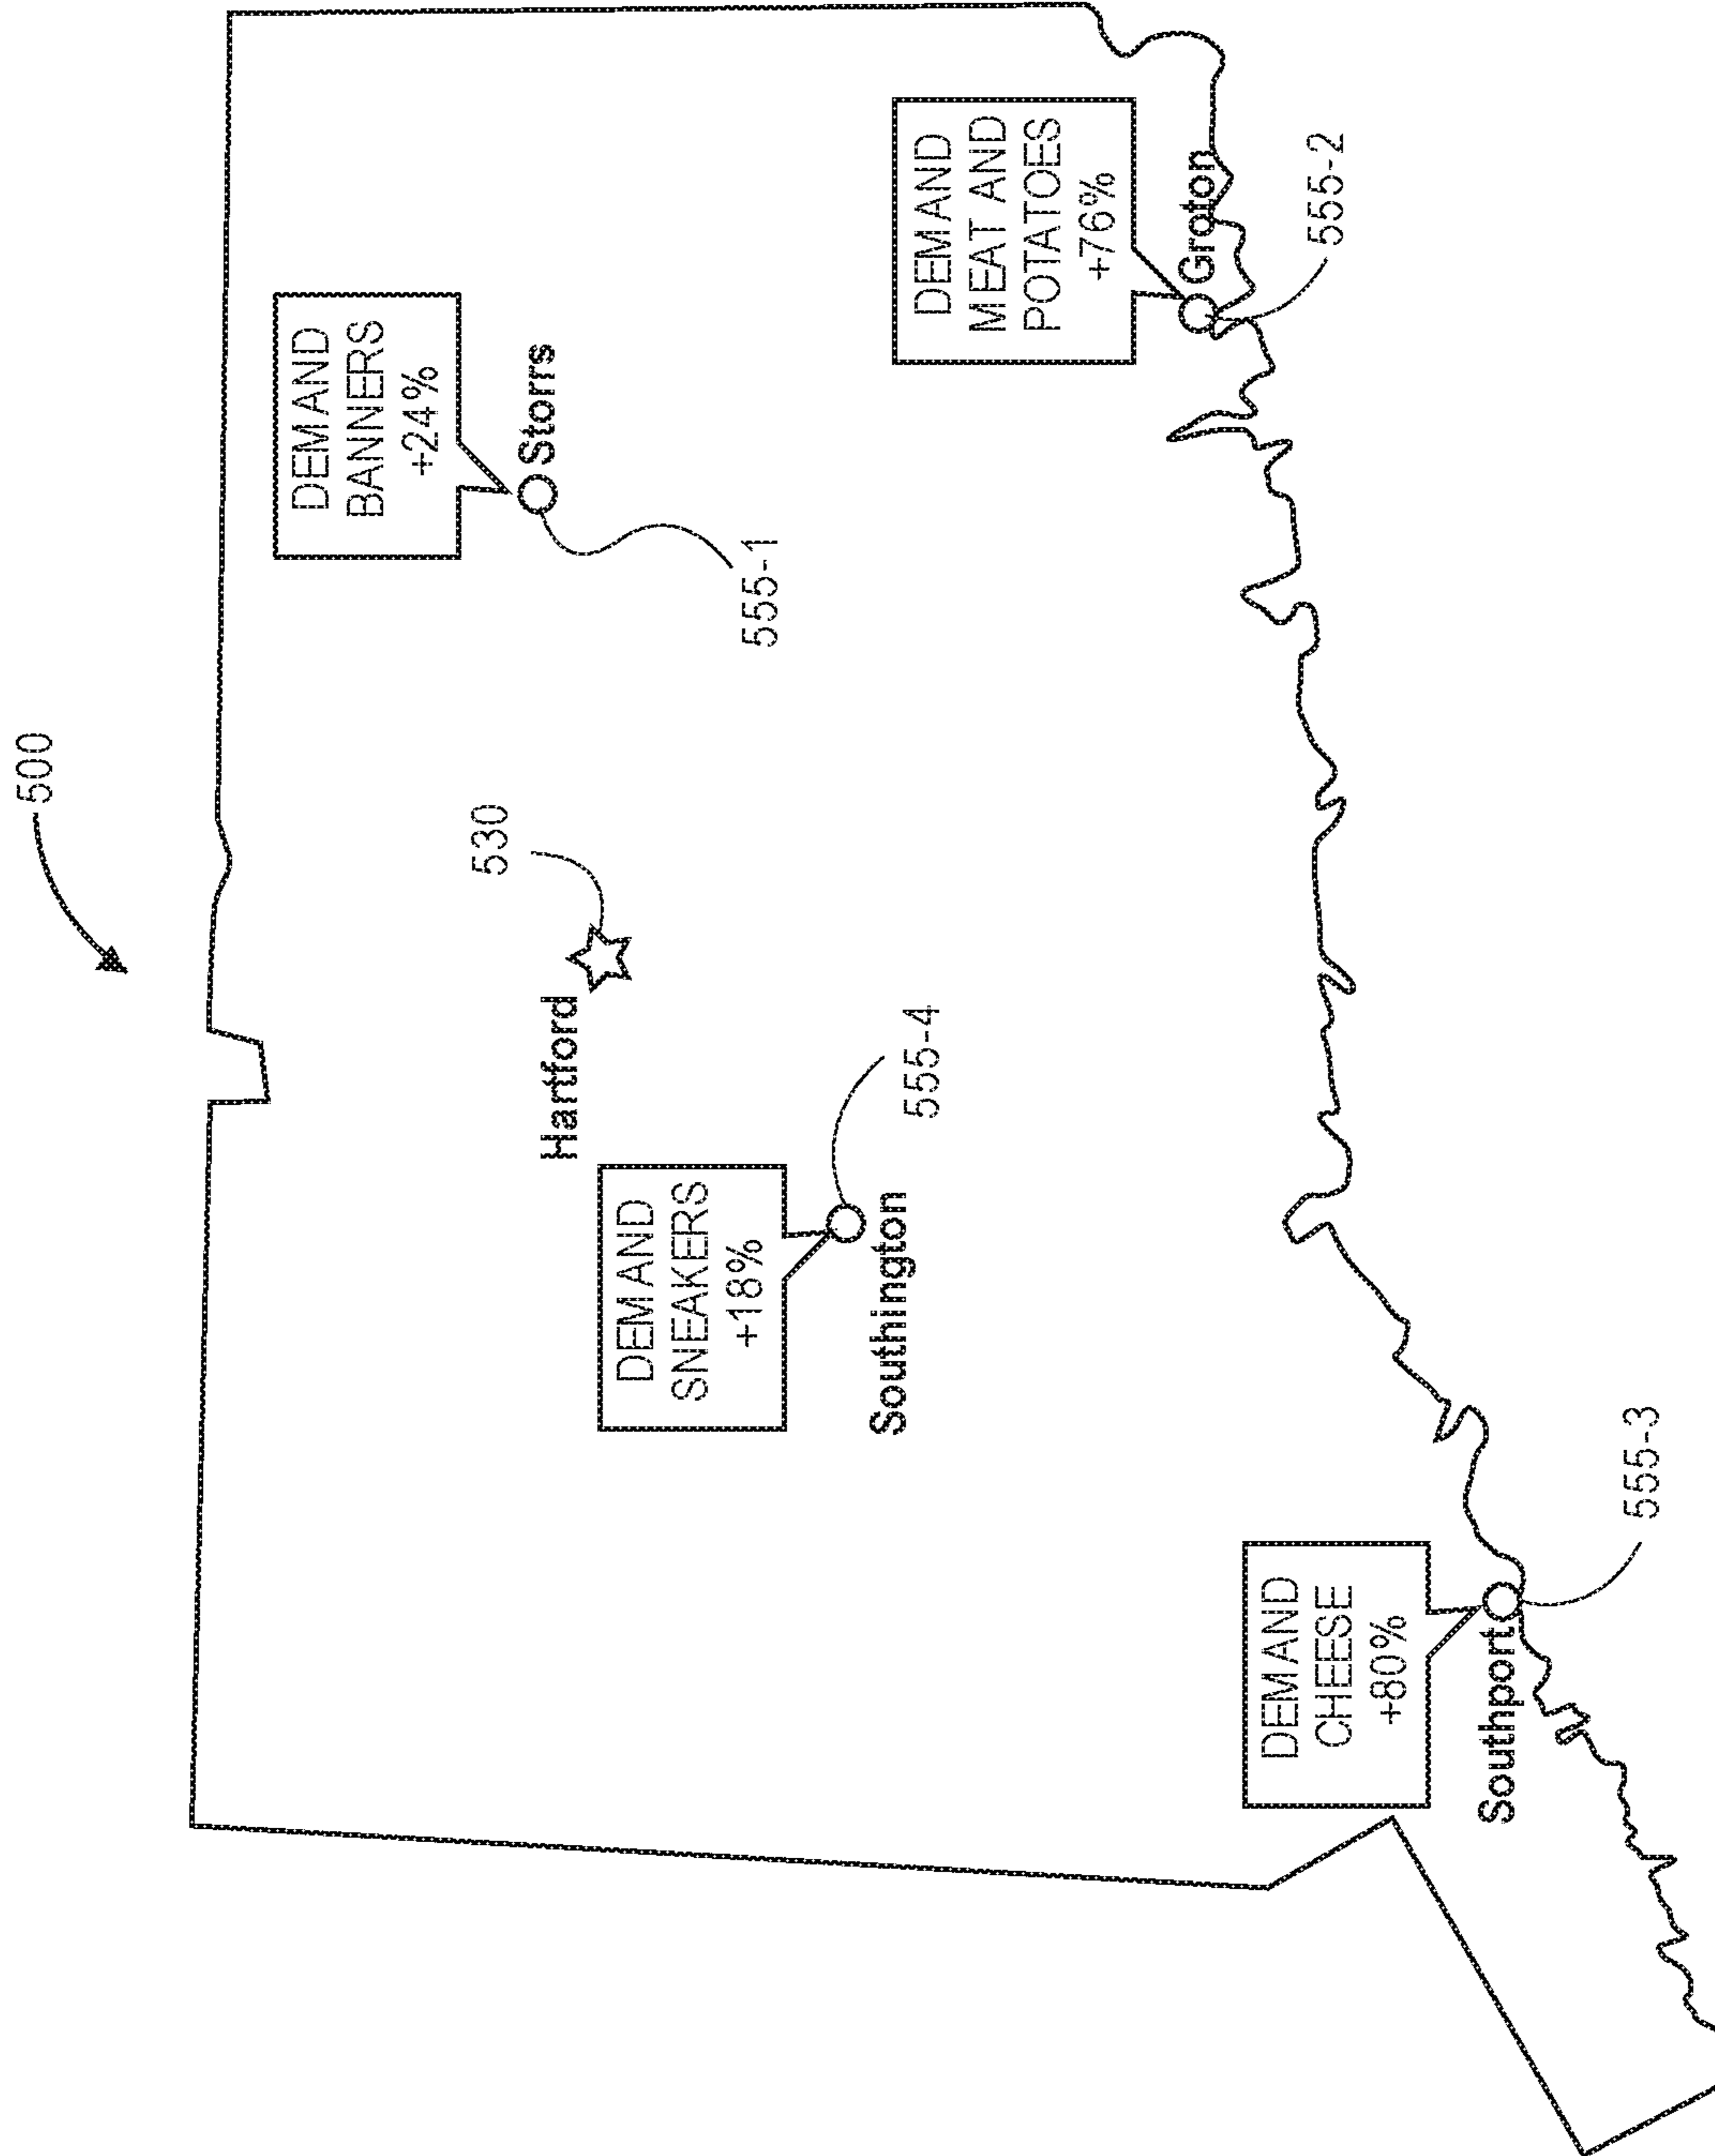 500
DEMAND
BANNERS
+24%
Storrs
555-1
530
Hartford
DEMAND
SNEAKERS
+18%
555-4
Southington
DEMAND
MEAT AND
POTATOES
+76%
Groton
555-2
DEMAND
CHEESE
+80%
Southport
555-3